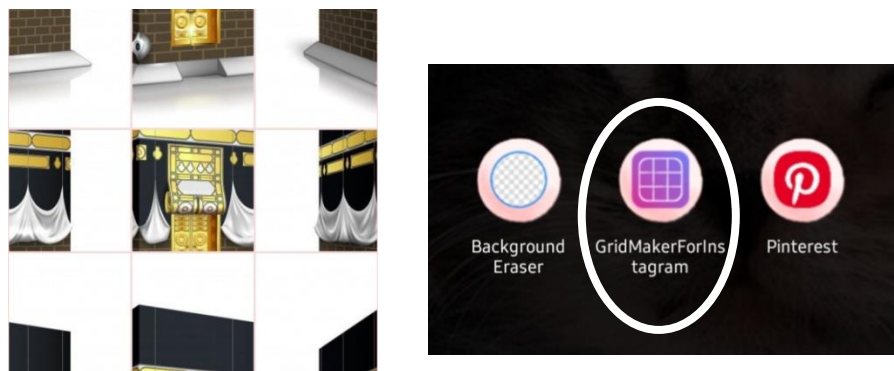 Background
Eraser
GridMakerForIns
tagram
Pinterest